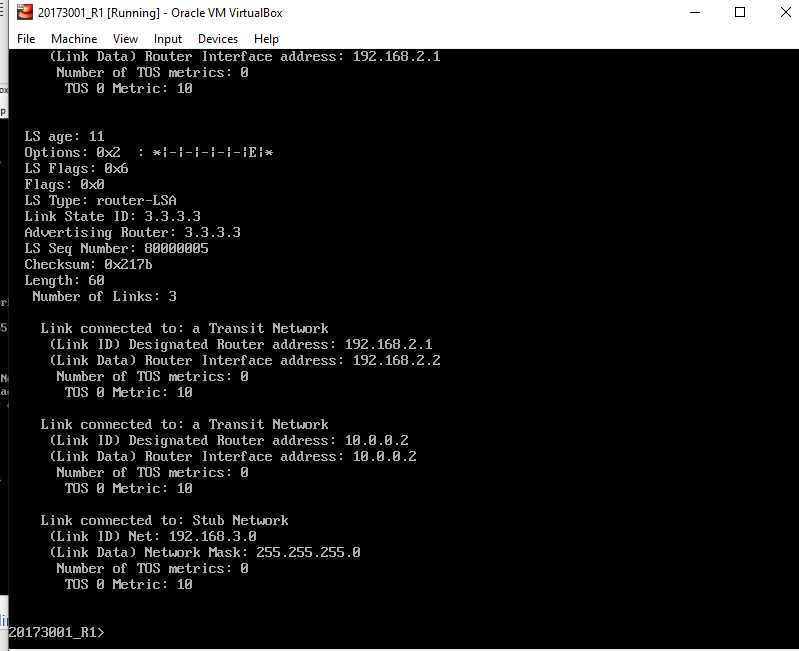 20173001_R1 [Running] - Oracle VM VirtualBox
File Machine View Input Devices Help
(Link Data) Router Interface address: 192.168.2.1
Number of TOS metrics: 0
TOS 0 Metric: 10
LS age: 11
Options: 0x2 : *|-|-|-|-|-|E|*
LS Flags: 0x6
Flags: 0x0
LS Type: router-LSA
Link State ID: 3.3.3.3
Advertising Router: 3.3.3.3
LS Seq Number: 80000005
Checksum: 0x217b
Length: 60
Number of Links: 3
Link connected to: a Transit Network
(Link ID) Designated Router address: 192.168.2.1
(Link Data) Router Interface address: 192.168.2.2
Number of TOS metrics: 0
TOS 0 Metric: 10
Link connected to: a Transit Network
(Link ID) Designated Router address: 10.0.0.2
(Link Data) Router Interface address: 10.0.0.2
Number of TOS metrics: 0
TOS 0 Metric: 10
Link connected to: Stub Network
(Link ID) Net: 192.168.3.0
(Link Data) Network Mask: 255.255.255.0
Number of TOS metrics: 0
TOS 0 Metric: 10
20173001_R1>